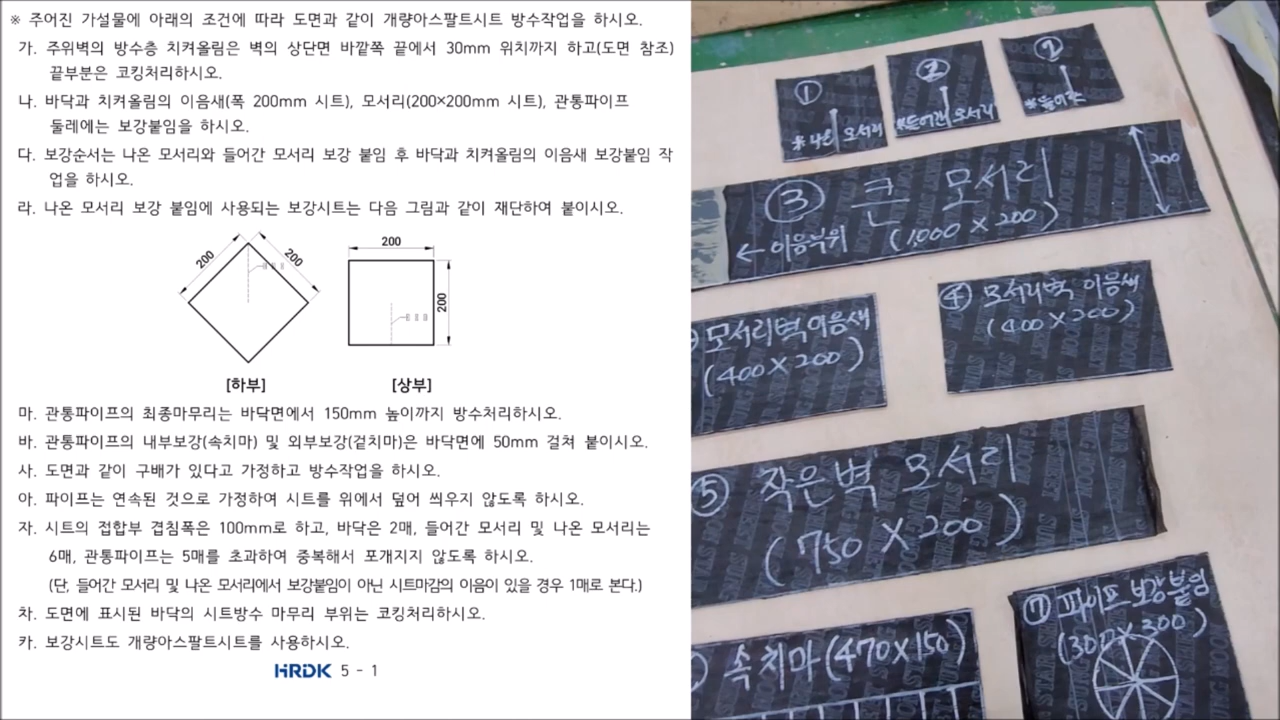 ※ 주어진 가설물에 아래의 조건에 따라 도면과 같이 개량아스팔트시트 방수작업을 하시오.
가. 주위벽의 방수층 치켜올림은 벽의 상단면 바깥쪽 끝에서 30mm 위치까지 하고(도면 참조)
끝부분은 코킹처리하시오.
나. 바닥과 치켜올림의 이음새(폭 200mm 시트), 모서리(200×200mm 시트), 관통파이프
둘레에는 보강붙임을 하시오.
다. 보강순서는 나온 모서리와 들어간 모서리 보강 붙임 후 바닥과 치켜올림의 이음새 보강붙임 작
업을 하시오.
라. 나온 모서리 보강 붙임에 사용되는 보강시트는 다음 그림과 같이 재단하여 붙이시오.
200
200
200
200
[하부]
[상부]
마. 관통파이프의 최종마무리는 바닥면에서 150mm 높이까지 방수처리하시오.
바. 관통파이프의 내부보강(속치마) 및 외부보강(겉치마)은 바닥면에 50mm 걸쳐 붙이시오.
사. 도면과 같이 구배가 있다고 가정하고 방수작업을 하시오.
아. 파이프는 연속된 것으로 가정하여 시트를 위에서 덮어 씌우지 않도록 하시오.
자. 시트의 접합부 겹침폭은 100mm로 하고, 바닥은 2매, 들어간 모서리 및 나온 모서리는
6매, 관통파이프는 5매를 초과하여 중복해서 포개지지 않도록 하시오.
(단, 들어간 모서리 및 나온 모서리에서 보강붙임이 아닌 시트마감의 이음이 있을 경우 1매로 본다.)
차. 도면에 표시된 바닥의 시트방수 마무리 부위는 코킹처리하시오.
카. 보강시트도 개량아스팔트시트를 사용하시오.
HRDK 5 - 1
①
※ 나온 모서리
②
※들어간 모서리
②
※들어간
③ 큰 모서리
← 이음부위 (1,000 × 200)
200
모서리벽 이음새
(400 × 200)
④ 모서리벽 이음새
(400 × 200)
⑤ 작은벽 모서리
(750 × 200)
속치마 (470×150)
⑦ 파이프 보강붙임
(300×300)